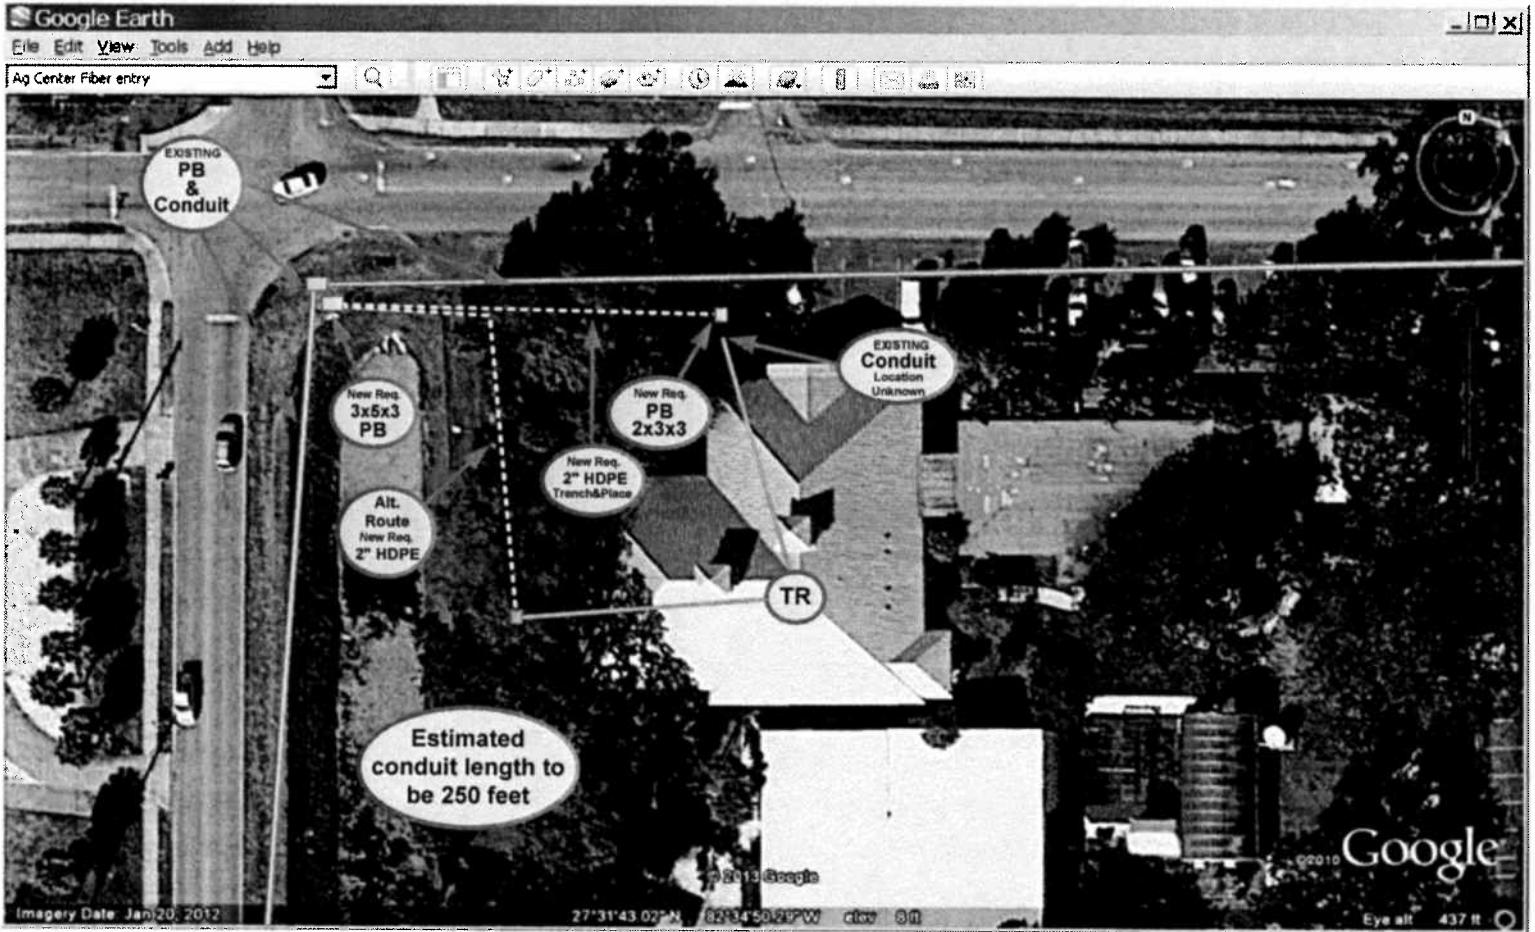 Google Earth
File Edit View Tools Add Help
Ag Center Fiber entry
N
EXISTING
PB
&
Conduit
EXISTING
Conduit
Location
Unknown
New Req.
3x5x3
PB
New Req.
PB
2x3x3
New Req.
2" HDPE
Trench&Place
Alt.
Route
New Req.
2" HDPE
TR
Estimated
conduit length to
be 250 feet
©2010 Google
© 2013 Google
Imagery Date: Jan 20, 2012
27°31'43.02" N 82°34'50.29" W elev 8 ft
Eye alt 437 ft